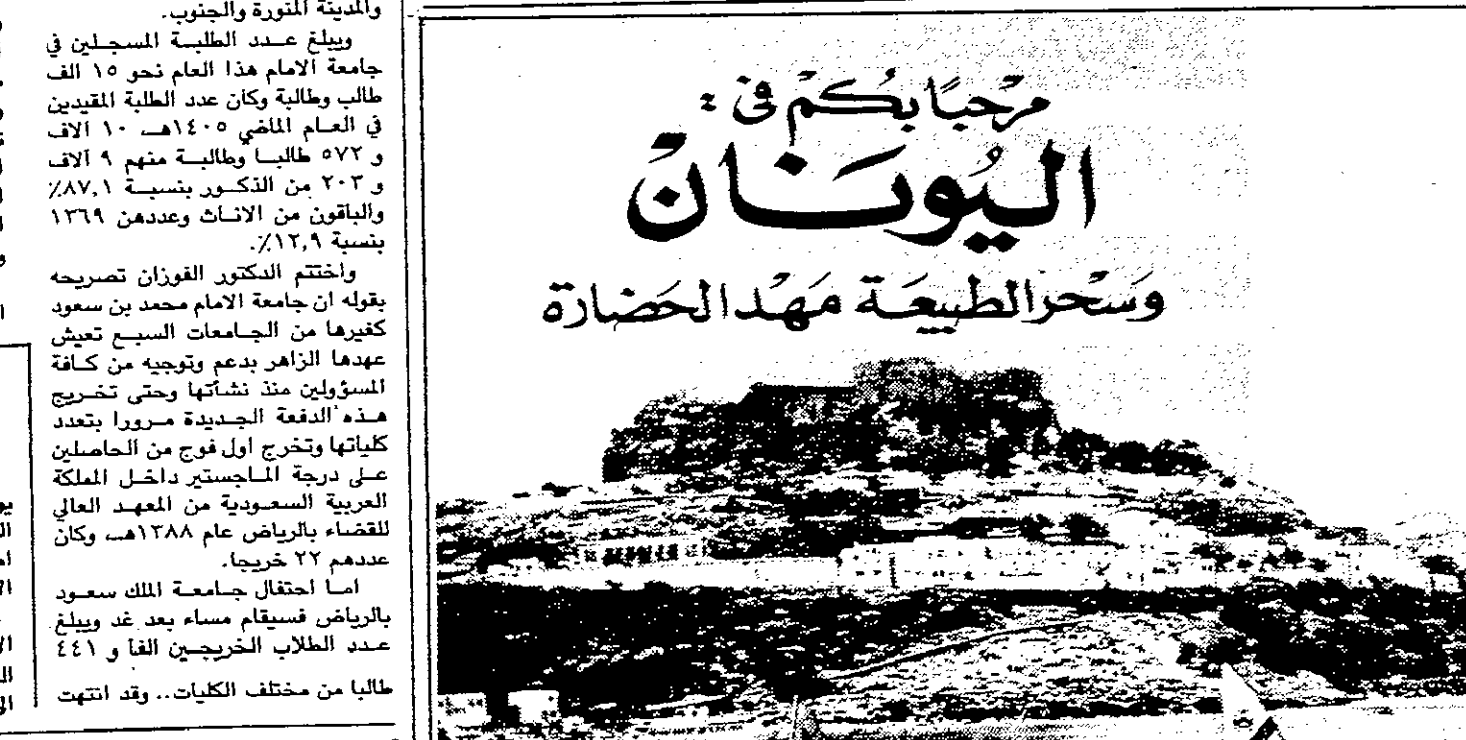 والمدينة المنورة والجنوب.
ويبلغ عدد الطلبة المسجلين في
جامعة الامام هذا العام نحو ١٥ الف
طالب وطالبة وكان عدد الطلبة المقيدين
في العام الماضي ١٤٠٥هـ، ١٠ آلاف
و ٥٧٢ طالبا وطالبة منهم ٩ آلاف
و ٢٠٣ من الذكور بنسبة ٨٧,١٪
والباقون من الاناث وعددهن ١٣٦٩
بنسبة ١٢,٩٪.
واختتم الدكتور الفوزان تصريحه
بقوله ان جامعة الامام محمد بن سعود
كغيرها من الجامعات السبع تعيش
عهدها الزاهر بدعم وتوجيه من كافة
المسؤولين منذ نشأتها وحتى تخريج
هذه الدفعة الجديدة مرورا بتعدد
كلياتها وتخرج اول فوج من الحاصلين
على درجة الماجستير داخل المملكة
العربية السعودية من المعهد العالي
للقضاء بالرياض عام ١٣٨٨هـ، وكان
عددهم ٢٢ خريجا.
اما احتفال جامعة الملك سعود
بالرياض فسيقام مساء بعد غد ويبلغ
عدد الطلاب الخريجين الفا و ٤٤١
طالبا من مختلف الكليات.. وقد انتهت
مرحبًا بكم في:
اليونان
وسحر الطبيعة مهد الحضارة